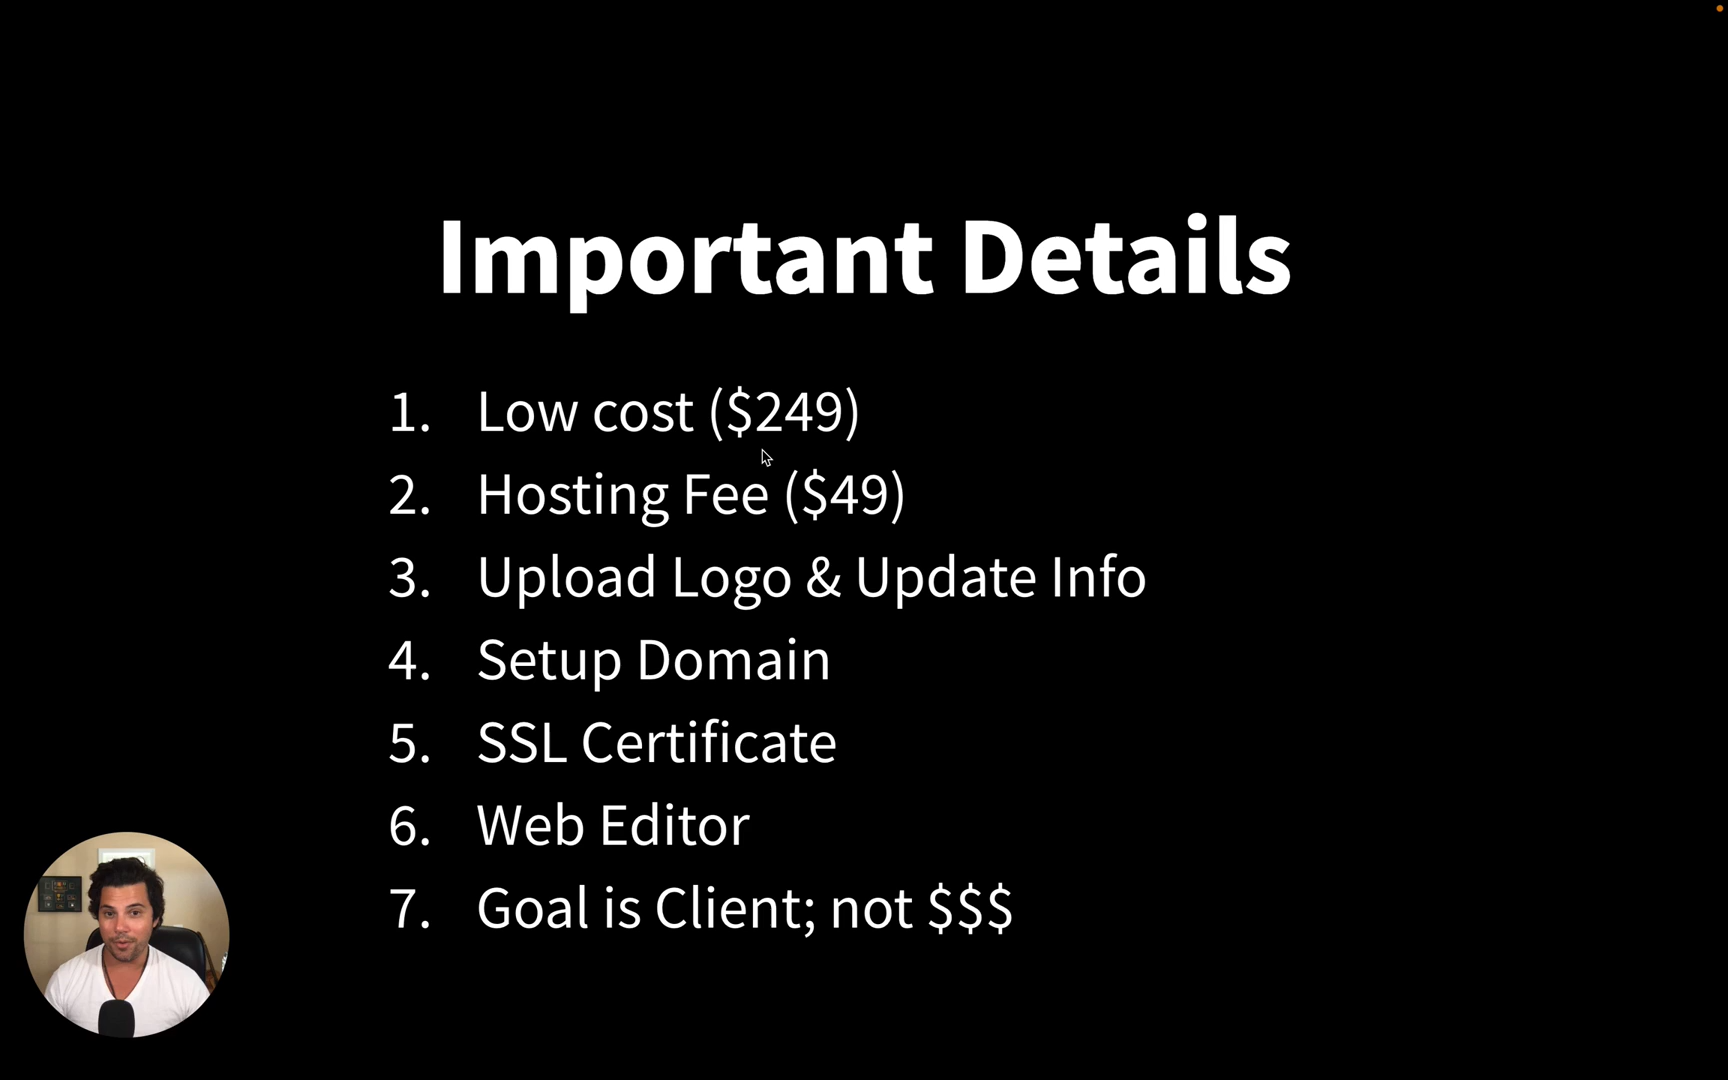 Important Details
1. Low cost ($249)
2. Hosting Fee ($49)
3. Upload Logo & Update Info
4. Setup Domain
5. SSL Certificate
6. Web Editor
7. Goal is Client; not $$$